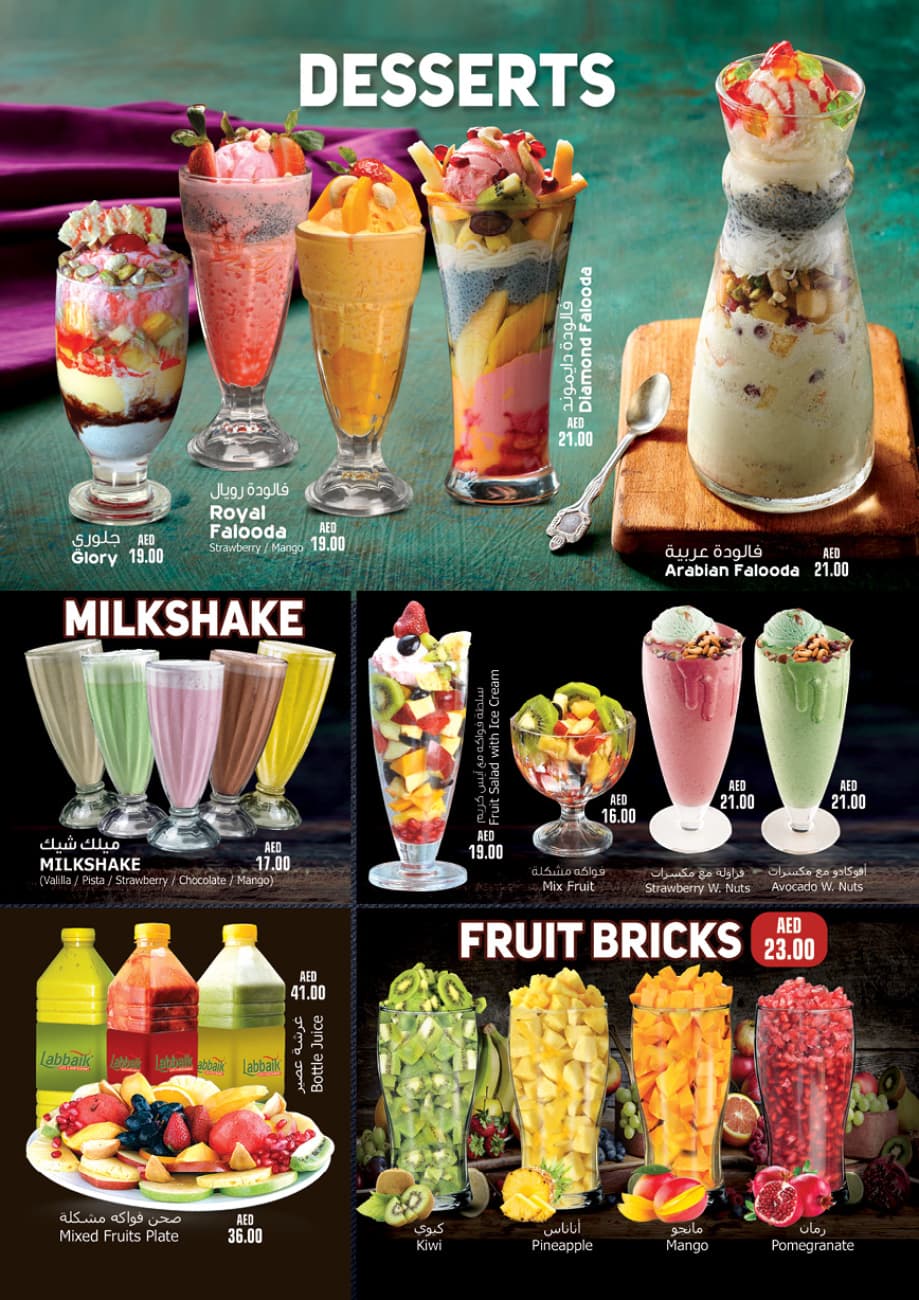 DESSERTS
جلوري
Glory
AED
19.00
فالودة رويال
Royal
Falooda
Strawberry / Mango
AED
19.00
فالودة دايموند
Diamond Falooda
AED
21.00
فالودة عربية
Arabian Falooda
AED
21.00
MILKSHAKE
ميلك شيك
MILKSHAKE
(Valilla / Pista / Strawberry / Chocolate / Mango)
AED
17.00
سلطة فواكه مع آيس كريم
Fruit Salad with Ice Cream
AED
19.00
فواكه مشكلة
Mix Fruit
AED
16.00
فراولة مع مكسرات
Strawberry W. Nuts
AED
21.00
أفوكادو مع مكسرات
Avocado W. Nuts
AED
21.00
Labbaik
Labbaik
Labbaik
Labbaik
غرشة عصير
Bottle Juice
AED
41.00
صحن فواكه مشكلة
Mixed Fruits Plate
AED
36.00
FRUIT BRICKS
AED
23.00
كيوي
Kiwi
أناناس
Pineapple
مانجو
Mango
رمان
Pomegranate